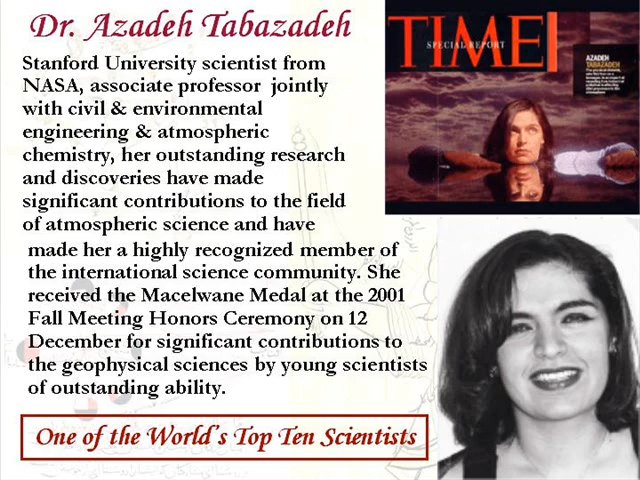 Dr. Azadeh Tabazadeh
Stanford University scientist from
NASA, associate professor jointly
with civil & environmental
engineering & atmospheric
chemistry, her outstanding research
and discoveries have made
significant contributions to the field
of atmospheric science and have
made her a highly recognized member of
the international science community. She
received the Macelwane Medal at the 2001
Fall Meeting Honors Ceremony on 12
December for significant contributions to
the geophysical sciences by young scientists
of outstanding ability.
One of the World's Top Ten Scientists
TIME
SPECIAL REPORT
AZADEH
TABAZADEH